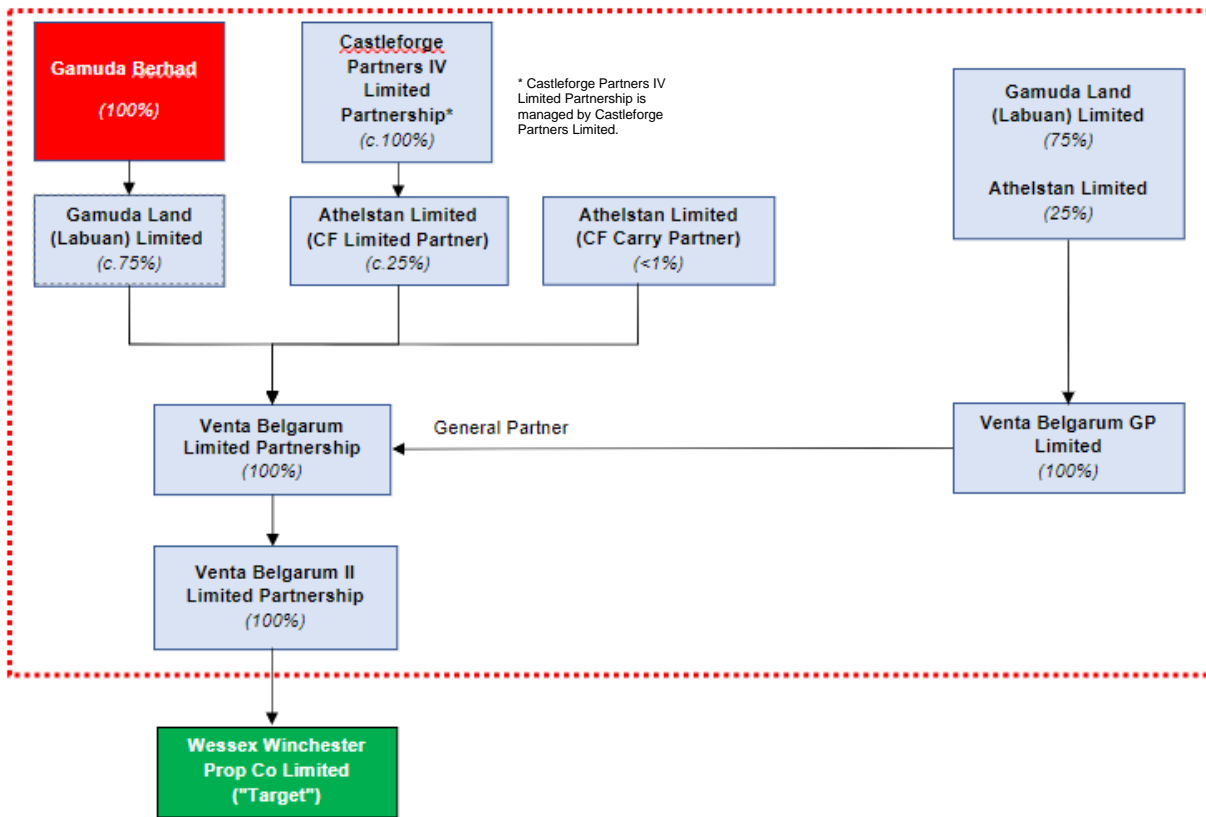 Gamuda Berhad
(100%)
Castleforge
Partners IV
Limited
Partnership*
(c.100%)
* Castleforge Partners IV
Limited Partnership is
managed by Castleforge
Partners Limited.
Gamuda Land
(Labuan) Limited
(75%)
Athelstan Limited
(25%)
Gamuda Land
(Labuan) Limited
(c.75%)
Athelstan Limited
(CF Limited Partner)
(c.25%)
Athelstan Limited
(CF Carry Partner)
(<1%)
Venta Belgarum
Limited Partnership
(100%)
General Partner
Venta Belgarum GP
Limited
(100%)
Venta Belgarum II
Limited Partnership
(100%)
Wessex Winchester
Prop Co Limited
("Target")